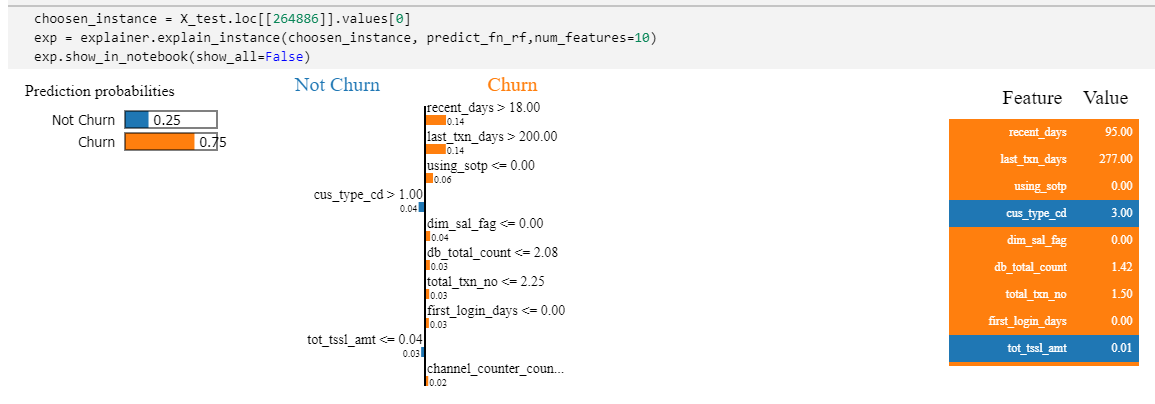 choosen_instance = X_test.loc[[264886]].values[0]
exp = explainer.explain_instance(choosen_instance, predict_fn_rf,num_features=10)
exp.show_in_notebook(show_all=False)
Prediction probabilities
Not Churn 0.25
Churn 0.75
Not Churn Churn
recent_days > 18.00
0.14
last_txn_days > 200.00
0.14
using_sotp <= 0.00
0.06
cus_type_cd > 1.00
0.04
dim_sal_fag <= 0.00
0.04
db_total_count <= 2.08
0.03
total_txn_no <= 2.25
0.03
first_login_days <= 0.00
0.03
tot_tssl_amt <= 0.04
0.03
channel_counter_coun...
0.02
Feature Value
recent_days 95.00
last_txn_days 277.00
using_sotp 0.00
cus_type_cd 3.00
dim_sal_fag 0.00
db_total_count 1.42
total_txn_no 1.50
first_login_days 0.00
tot_tssl_amt 0.01